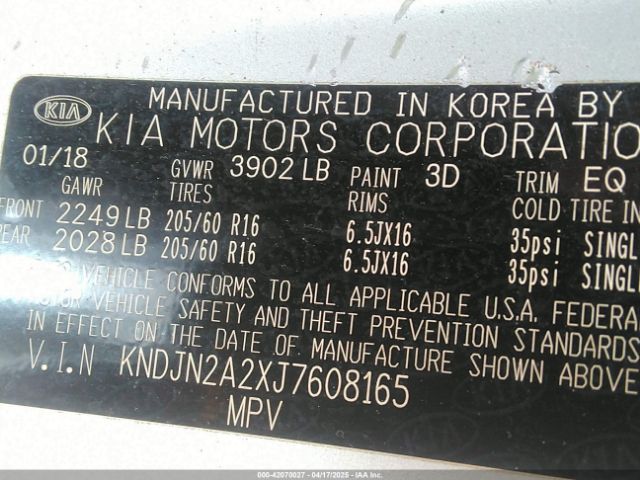 KIA
MANUFACTURED IN KOREA BY
KIA MOTORS CORPORATION
01/18 GVWR 3902 LB PAINT 3D TRIM EQ
GAWR TIRES RIMS COLD TIRE IN
FRONT 2249 LB 205/60 R16 6.5JX16 35psi SINGL
REAR 2028 LB 205/60 R16 6.5JX16 35psi SINGL
VEHICLE CONFORMS TO ALL APPLICABLE U.S.A. FEDERA
VEHICLE SAFETY AND THEFT PREVENTION STANDARDS
IN EFFECT ON THE DATE OF MANUFACTURE SHOWN ABOVE
V.I.N KNDJN2A2XJ7608165
MPV
000-42070027 - 04/17/2025 - IAAI.COM